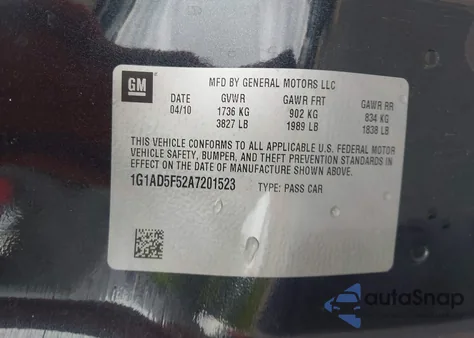 GM
MFD BY GENERAL MOTORS LLC
DATE GVWR GAWR FRT GAWR RR
04/10 1736 KG 902 KG 834 KG
3827 LB 1989 LB 1838 LB
THIS VEHICLE CONFORMS TO ALL APPLICABLE U.S. FEDERAL MOTOR
VEHICLE SAFETY, BUMPER, AND THEFT PREVENTION STANDARDS IN
EFFECT ON THE DATE OF MANUFACTURE SHOWN ABOVE.
1G1AD5F52A7201523 TYPE: PASS CAR
autoSnap